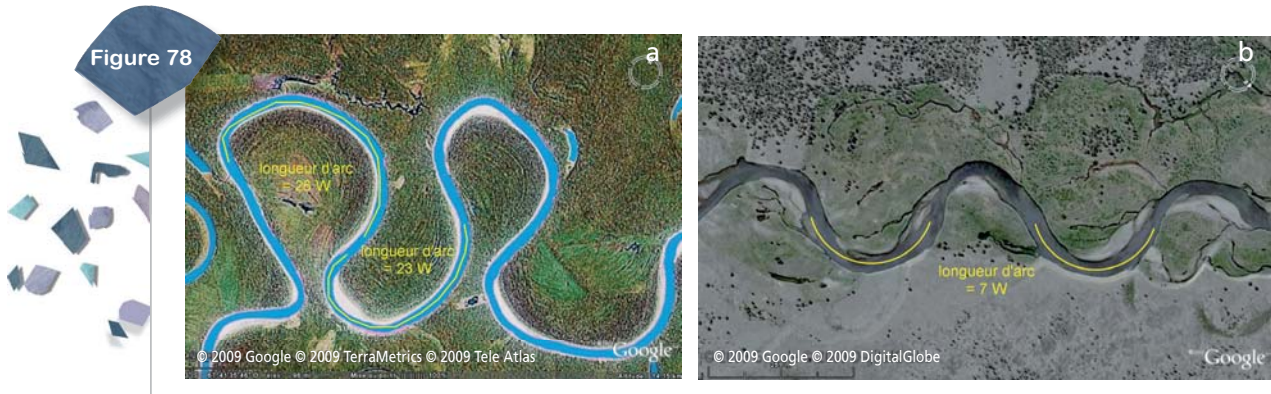 Figure 78
a
longueur d'arc
= 26 W
longueur d'arc
= 23 W
© 2009 Google © 2009 TerraMetrics © 2009 Tele Atlas
Google
b
longueur d'arc
= 7 W
© 2009 Google © 2009 DigitalGlobe
Google